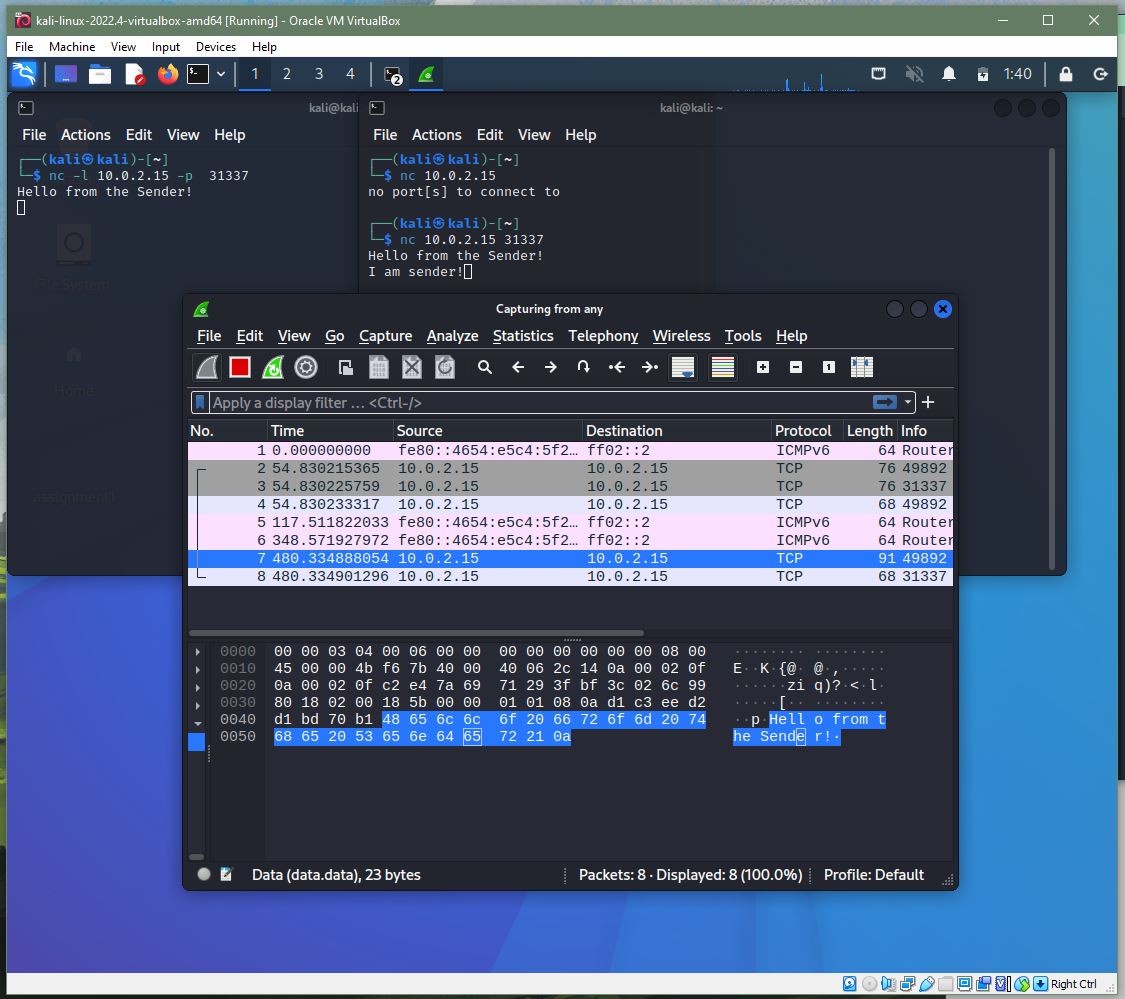 kali-linux-2022.4-virtualbox-amd64 [Running] - Oracle VM VirtualBox
File Machine View Input Devices Help
1 2 3 4 2 1:40
kali@kali
File Actions Edit View Help
┌──(kali㉿kali)-[~]
└─$ nc -l 10.0.2.15 -p  31337
Hello from the Sender!
kali@kali: ~
File Actions Edit View Help
┌──(kali㉿kali)-[~]
└─$ nc 10.0.2.15
no port[s] to connect to
┌──(kali㉿kali)-[~]
└─$ nc 10.0.2.15 31337
Hello from the Sender!
I am sender!
File System
Home
assignment1
Capturing from any
File Edit View Go Capture Analyze Statistics Telephony Wireless Tools Help
Apply a display filter … <Ctrl-/>
No. Time Source Destination Protocol Length Info
1 0.000000000 fe80::4654:e5c4:5f2… ff02::2 ICMPv6 64 Router
2 54.830215365 10.0.2.15 10.0.2.15 TCP 76 49892
3 54.830225759 10.0.2.15 10.0.2.15 TCP 76 31337
4 54.830233317 10.0.2.15 10.0.2.15 TCP 68 49892
5 117.511822033 fe80::4654:e5c4:5f2… ff02::2 ICMPv6 64 Router
6 348.571927972 fe80::4654:e5c4:5f2… ff02::2 ICMPv6 64 Router
7 480.334888054 10.0.2.15 10.0.2.15 TCP 91 49892
8 480.334901296 10.0.2.15 10.0.2.15 TCP 68 31337
0000 00 00 03 04 00 06 00 00 00 00 00 00 00 00 08 00 ········ ········
0010 45 00 00 4b f6 7b 40 00 40 06 2c 14 0a 00 02 0f E··K·{@· @·,·····
0020 0a 00 02 0f c2 e4 7a 69 71 29 3f bf 3c 02 6c 99 ······zi q)?·<·l·
0030 80 18 02 00 18 5b 00 00 01 01 08 0a d1 c3 ee d2 ·····[·· ········
0040 d1 bd 70 b1 48 65 6c 6c 6f 20 66 72 6f 6d 20 74 ··p·Hell o from t
0050 68 65 20 53 65 6e 64 65 72 21 0a he Sende r!·
Data (data.data), 23 bytes Packets: 8 · Displayed: 8 (100.0%) Profile: Default
Right Ctrl